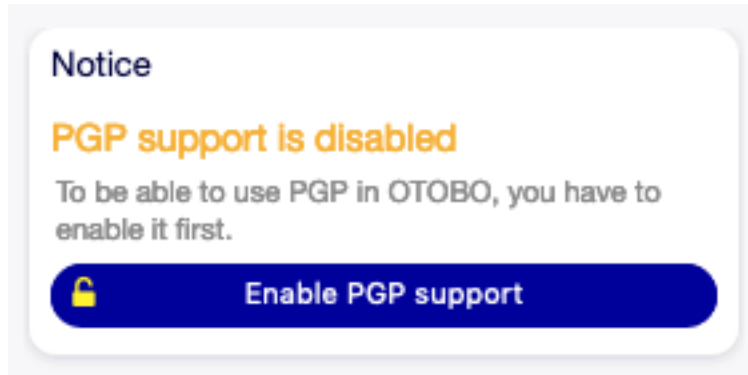 Notice
PGP support is disabled
To be able to use PGP in OTOBO, you have to
enable it first.
Enable PGP support